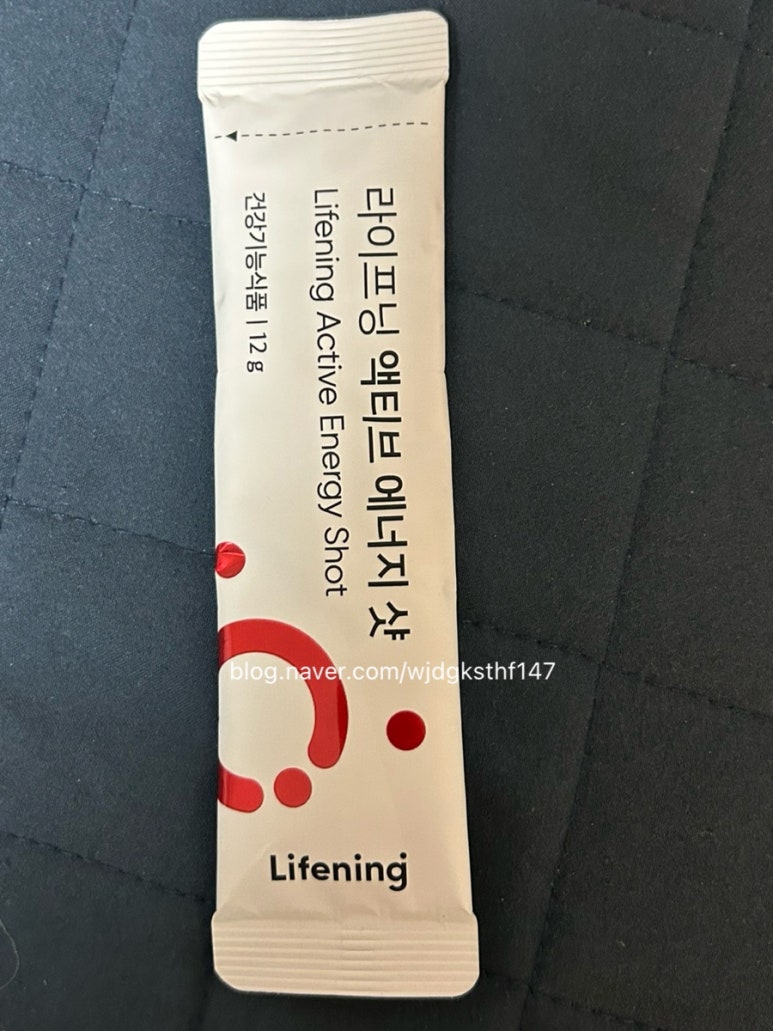 라이프닝 액티브 에너지 샷
Lifening Active Energy Shot
건강기능식품 | 12 g
blog.naver.com/wjdgksthf147
Lifening